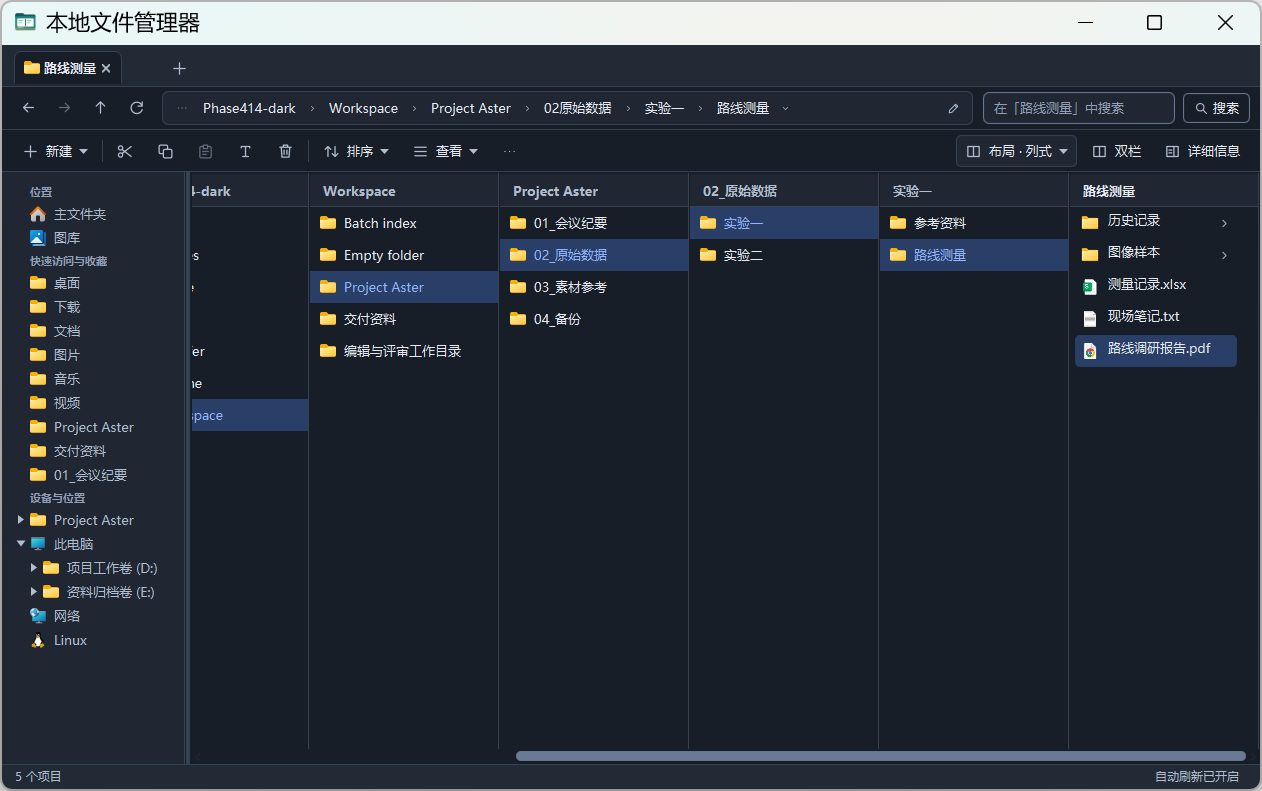 本地文件管理器
路线测量
Phase414-dark › Workspace › Project Aster › 02原始数据 › 实验一 › 路线测量
在「路线测量」中搜索
搜索
新建
排序
查看
布局 · 列式
双栏
详细信息
位置
主文件夹
图库
快速访问与收藏
桌面
下载
文档
图片
音乐
视频
Project Aster
交付资料
01_会议纪要
设备与位置
Project Aster
此电脑
项目工作卷 (D:)
资料归档卷 (E:)
网络
Linux
-dark
er
space
Workspace
Batch index
Empty folder
Project Aster
交付资料
编辑与评审工作目录
Project Aster
01_会议纪要
02_原始数据
03_素材参考
04_备份
02_原始数据
实验一
实验二
实验一
参考资料
路线测量
路线测量
历史记录
图像样本
测量记录.xlsx
现场笔记.txt
路线调研报告.pdf
5 个项目
自动刷新已开启